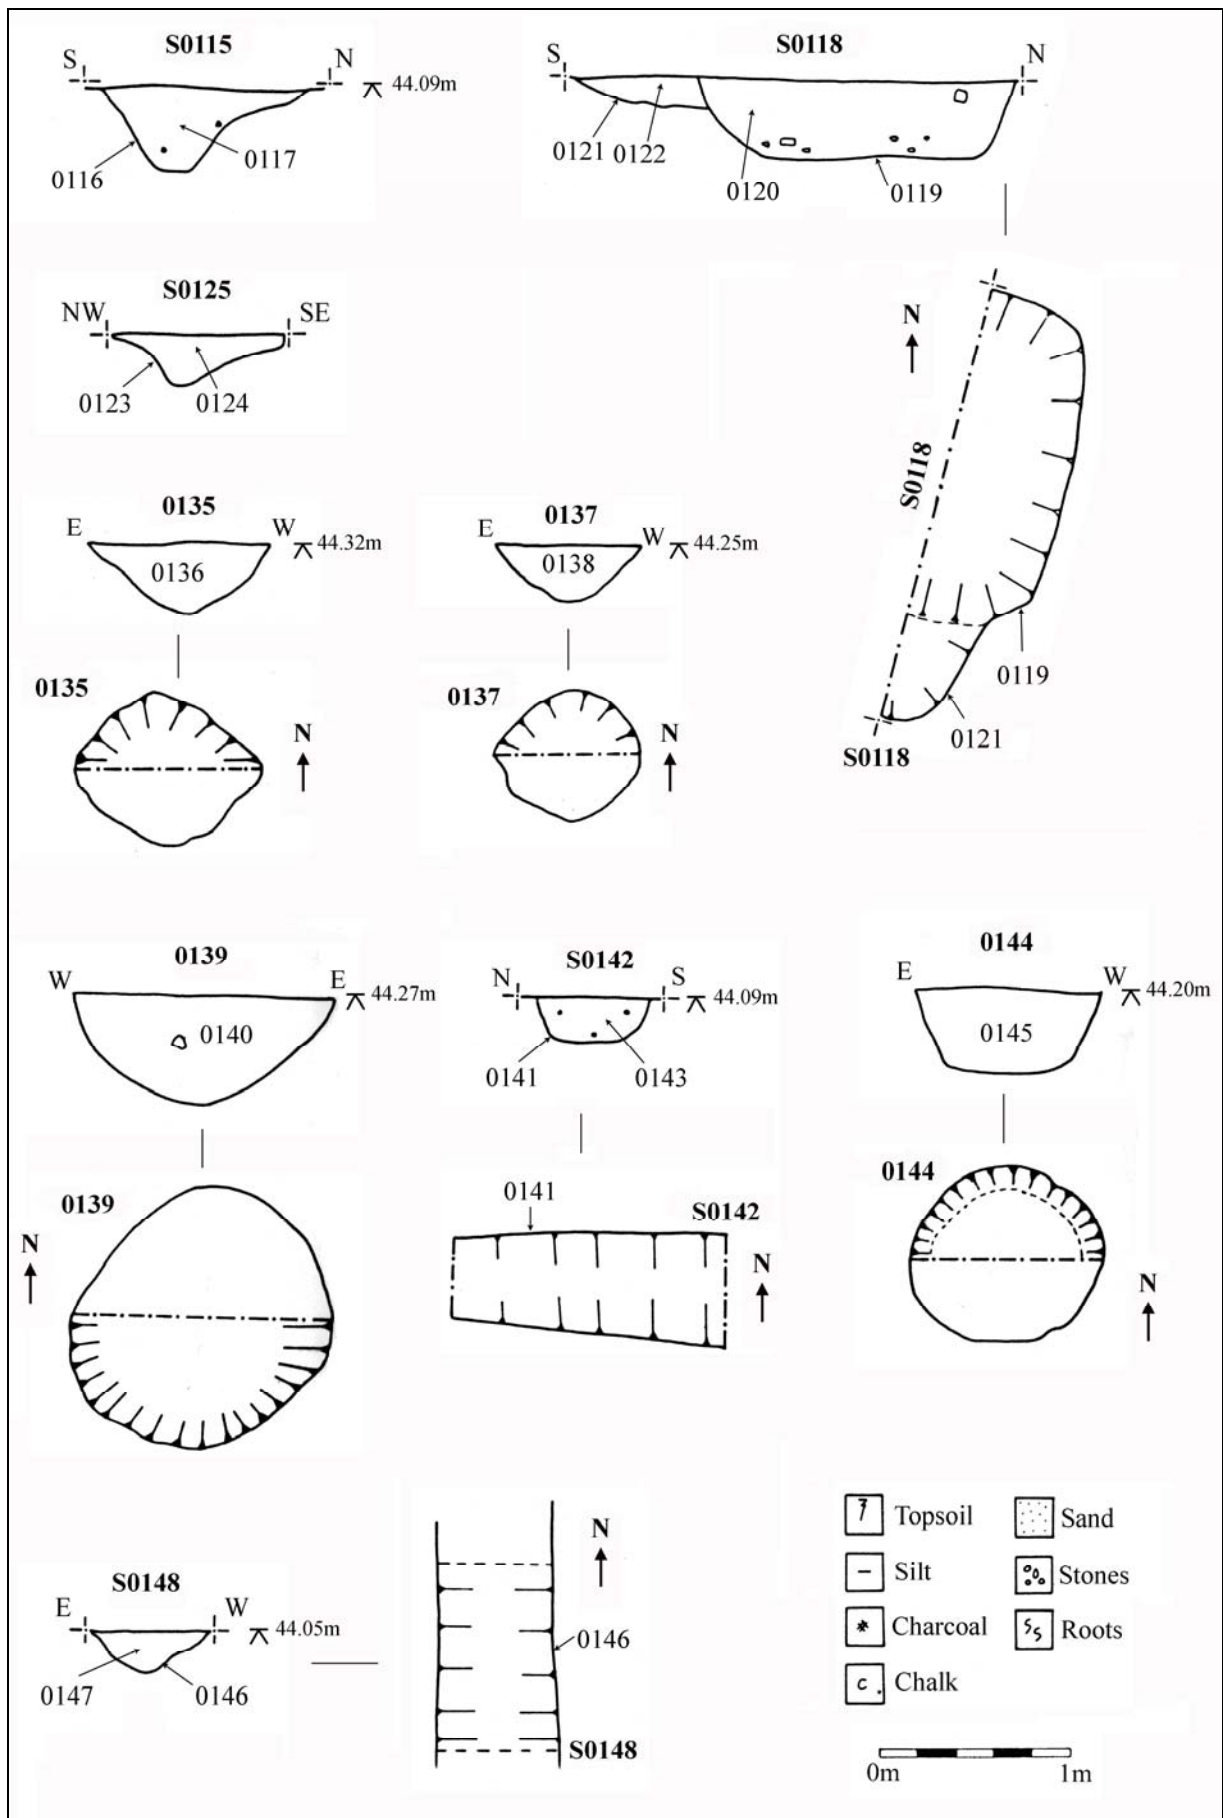 S0115
S N 44.09m
0117
0116
S0118
S N
0121 0122
0120 0119
S0125
NW SE
0123 0124
N
S0118
0119
0121
S0118
0135
E W 44.32m
0136
0135
N
0137
E W 44.25m
0138
0137
N
0139
W E 44.27m
0140
0139
N
S0142
N S 44.09m
0141 0143
0141
S0142
N
0144
E W 44.20m
0145
0144
N
S0148
E W 44.05m
0147 0146
N
0146
S0148
Topsoil Sand
Silt Stones
Charcoal Roots
c Chalk
0m 1m